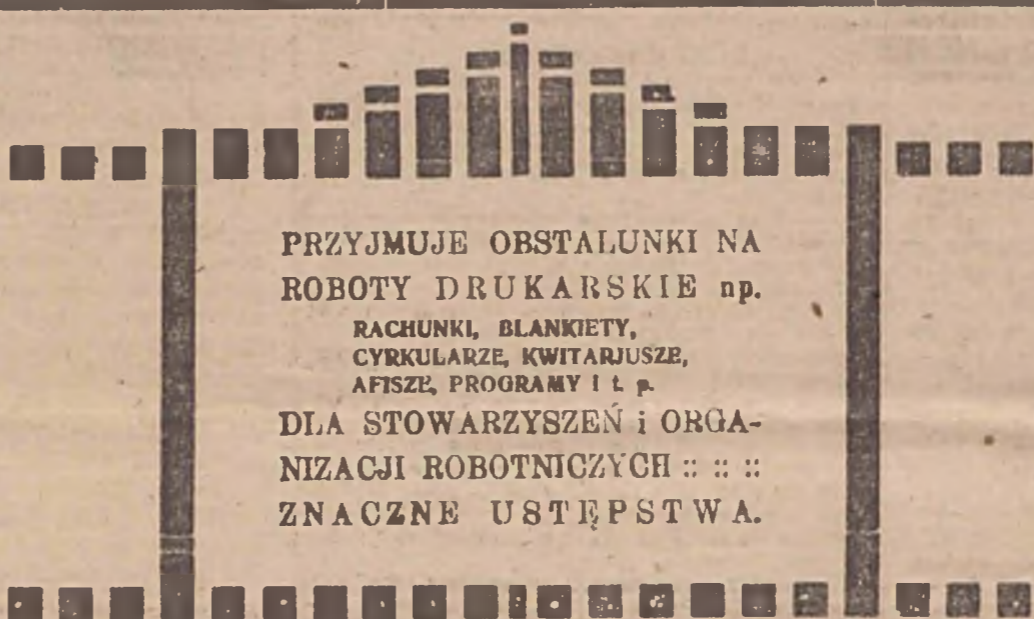 PRZYJMUJE OBSTALUNKI NA
ROBOTY DRUKARSKIE np.
RACHUNKI, BLANKIETY,
CYRKULARZE, KWITARJUSZE,
AFISZE, PROGRAMY i t. p.
DLA STOWARZYSZEŃ i ORGA-
NIZACJI ROBOTNICZYCH :: :: ::
ZNACZNE USTĘPSTWA.